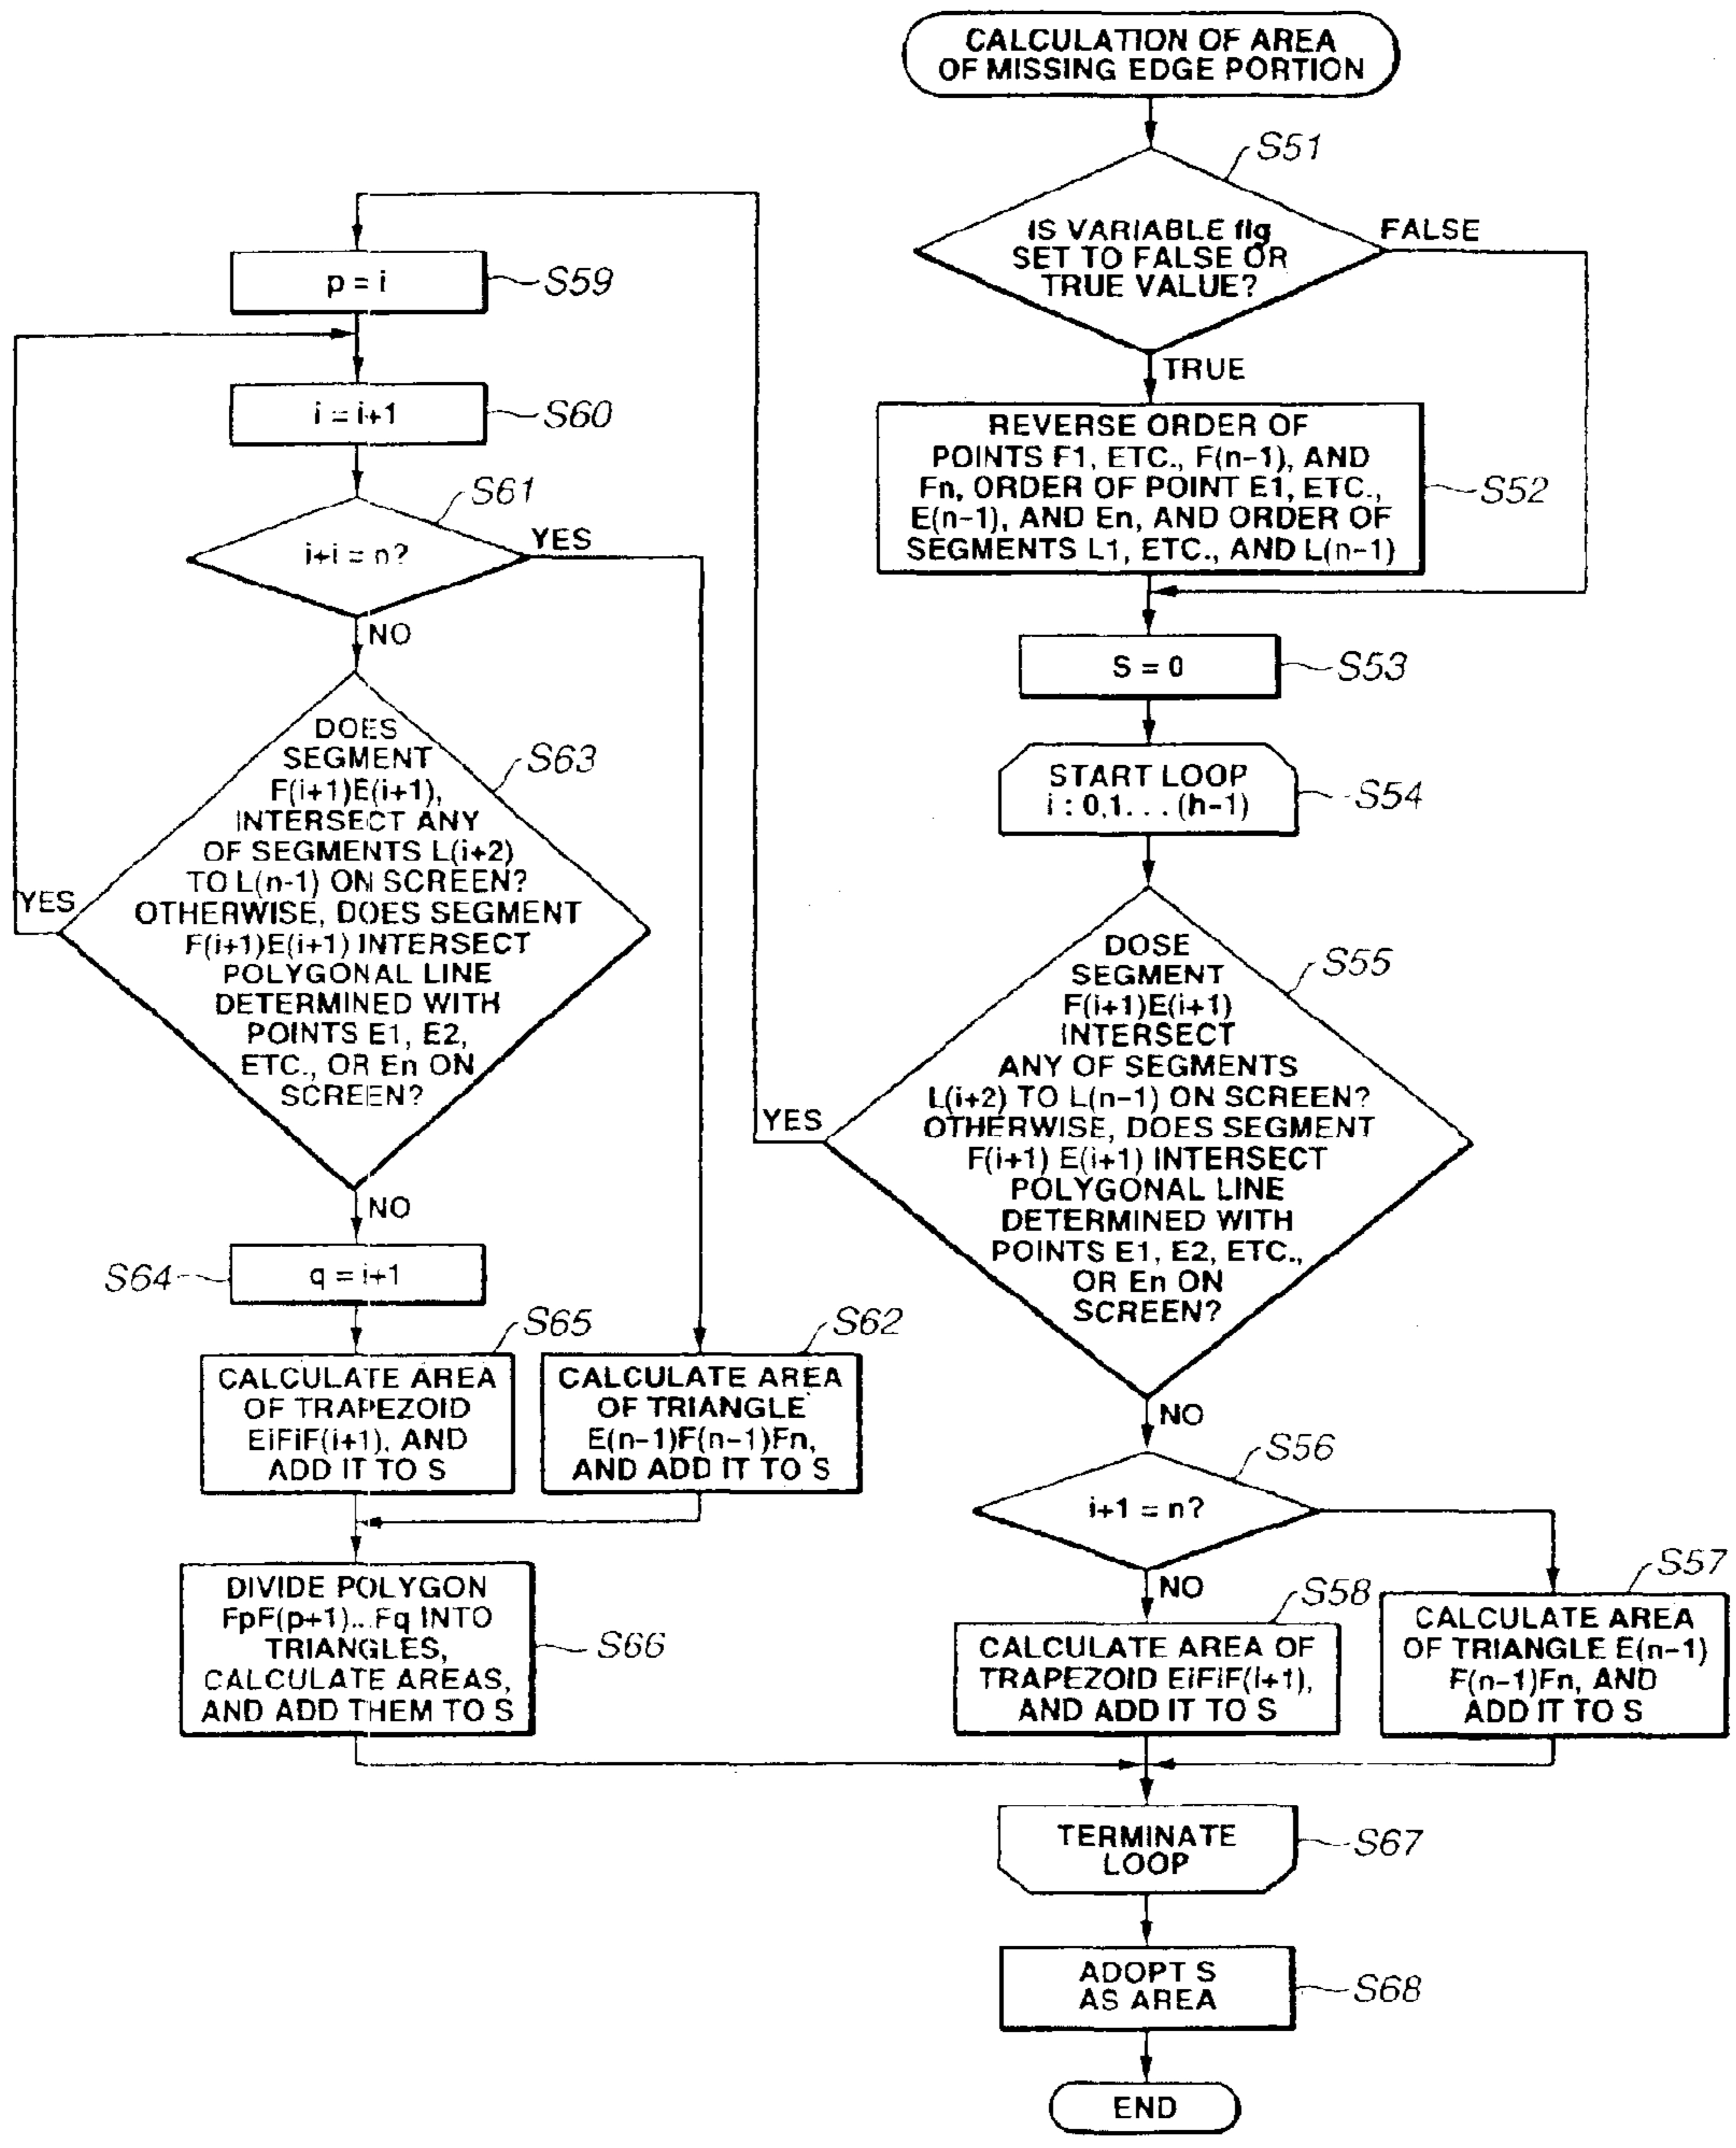 CALCULATION OF AREA
OF MISSING EDGE PORTION
S51
IS VARIABLE flg
SET TO FALSE OR
TRUE VALUE?
FALSE
TRUE
REVERSE ORDER OF
POINTS F1, ETC., F(n-1), AND
Fn, ORDER OF POINT E1, ETC.,
E(n-1), AND En, AND ORDER OF
SEGMENTS L1, ETC., AND L(n-1)
S52
S = 0
S53
START LOOP
i : 0,1. . . (h-1)
S54
DOSE
SEGMENT
F(i+1)E(i+1)
INTERSECT
ANY OF SEGMENTS
L(i+2) TO L(n-1) ON SCREEN?
OTHERWISE, DOES SEGMENT
F(i+1) E(i+1) INTERSECT
POLYGONAL LINE
DETERMINED WITH
POINTS E1, E2, ETC.,
OR En ON
SCREEN?
S55
YES
NO
i+1 = n?
S56
NO
S58
CALCULATE AREA OF
TRAPEZOID EiFiF(i+1),
AND ADD IT TO S
S57
CALCULATE AREA
OF TRIANGLE E(n-1)
F(n-1)Fn, AND
ADD IT TO S
p = i
S59
i = i+1
S60
i+i = n?
S61
YES
NO
DOES
SEGMENT
F(i+1)E(i+1),
INTERSECT ANY
OF SEGMENTS L(i+2)
TO L(n-1) ON SCREEN?
OTHERWISE, DOES SEGMENT
F(i+1)E(i+1) INTERSECT
POLYGONAL LINE
DETERMINED WITH
POINTS E1, E2,
ETC., OR En ON
SCREEN?
S63
YES
NO
q = i+1
S64
S65
CALCULATE AREA
OF TRAPEZOID
EiFiF(i+1), AND
ADD IT TO S
S62
CALCULATE AREA
OF TRIANGLE
E(n-1)F(n-1)Fn,
AND ADD IT TO S
DIVIDE POLYGON
FpF(p+1)...Fq INTO
TRIANGLES,
CALCULATE AREAS,
AND ADD THEM TO S
S66
TERMINATE
LOOP
S67
ADOPT S
AS AREA
S68
END